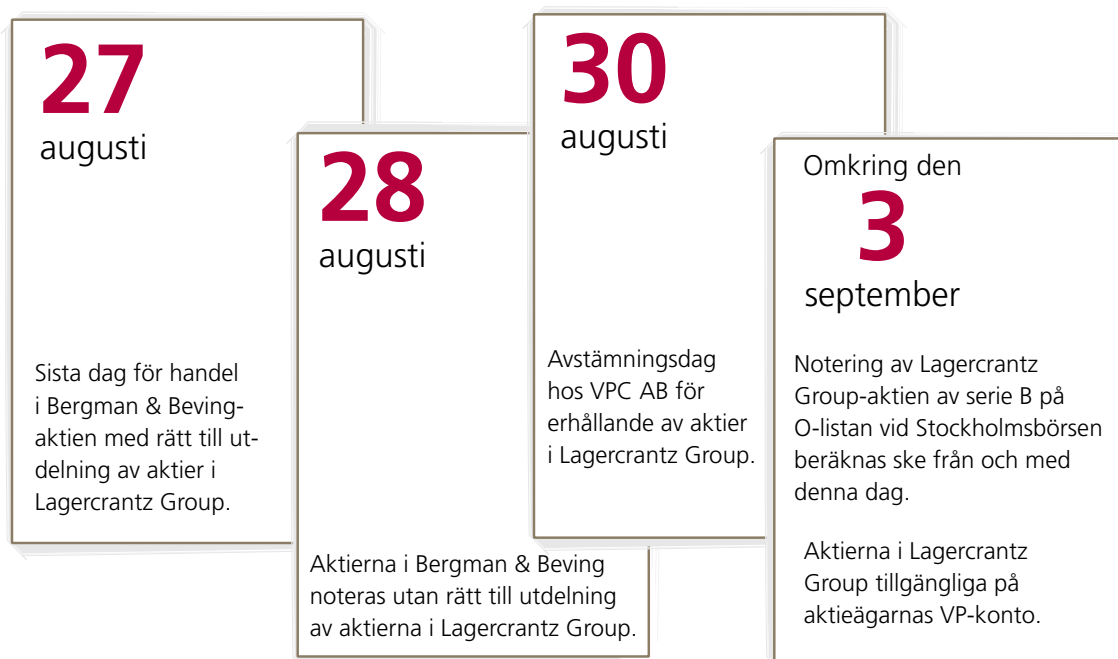 27
augusti
Sista dag för handel
i Bergman & Beving-
aktien med rätt till ut-
delning av aktier i
Lagercrantz Group.
28
augusti
Aktierna i Bergman & Beving
noteras utan rätt till utdelning
av aktierna i Lagercrantz Group.
30
augusti
Avstämningsdag
hos VPC AB för
erhållande av aktier
i Lagercrantz Group.
Omkring den
3
september
Notering av Lagercrantz
Group-aktien av serie B på
O-listan vid Stockholmsbörsen
beräknas ske från och med
denna dag.
Aktierna i Lagercrantz
Group tillgängliga på
aktieägarnas VP-konto.